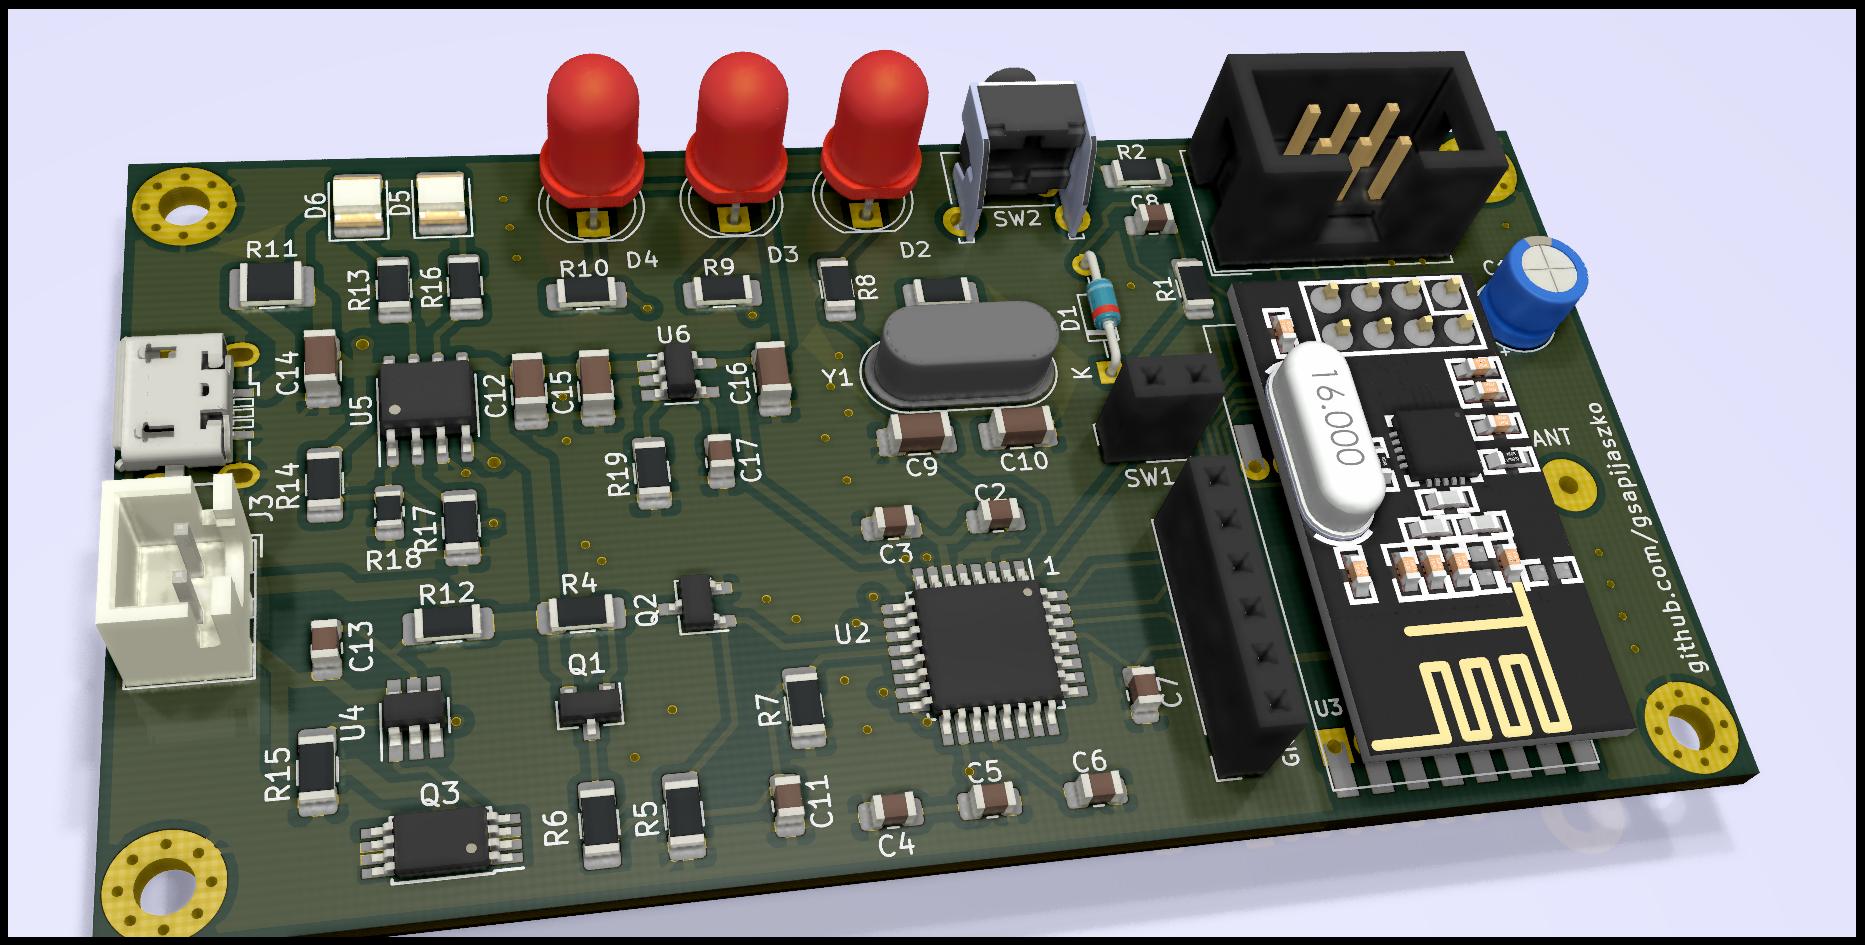 R2
D6
D5
C8
SW2
R11
D4
D3
D2
R13
R16
R10
R9
R8
R1
D1
C14
U5
C12
C15
U6
C16
Y1
K
16.000
C9
C10
SW1
ANT
J3
R14
R18
R17
R19
C17
C3
C2
github.com/gsapijaszko
R12
R4
Q2
U2
1
C13
Q1
U4
R7
C7
U3
R15
Q3
R6
R5
C11
C4
C5
C6